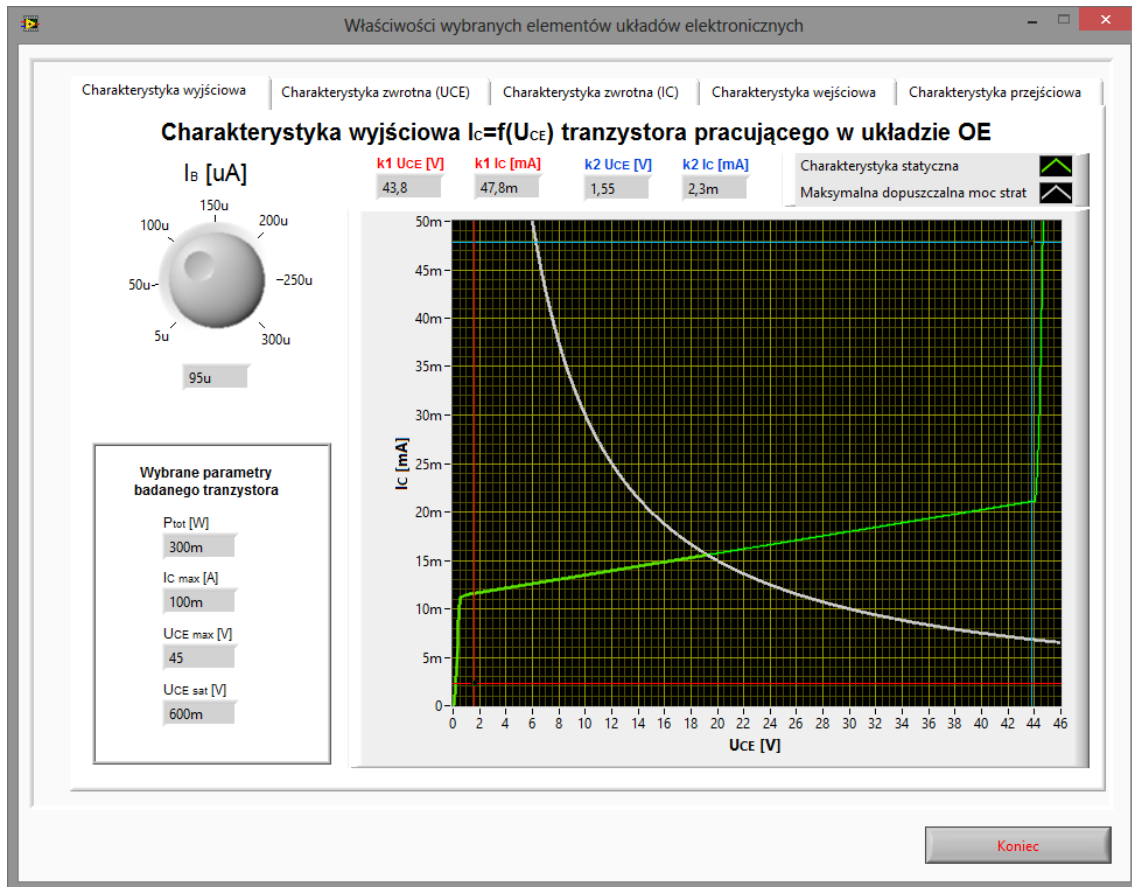 Właściwości wybranych elementów układów elektronicznych
Charakterystyka wyjściowa
Charakterystyka zwrotna (UCE)
Charakterystyka zwrotna (IC)
Charakterystyka wejściowa
Charakterystyka przejściowa
Charakterystyka wyjściowa Ic=f(UCE) tranzystora pracującego w układzie OE
IB [uA]
5u
50u
100u
150u
200u
250u
300u
95u
k1 UCE [V]
43,8
k1 Ic [mA]
47,8m
k2 UCE [V]
1,55
k2 Ic [mA]
2,3m
Charakterystyka statyczna
Maksymalna dopuszczalna moc strat
50m
45m
40m
35m
30m
25m
20m
15m
10m
5m
0
Ic [mA]
0 2 4 6 8 10 12 14 16 18 20 22 24 26 28 30 32 34 36 38 40 42 44 46
UCE [V]
Wybrane parametry
badanego tranzystora
Ptot [W]
300m
Ic max [A]
100m
UCE max [V]
45
UCE sat [V]
600m
Koniec